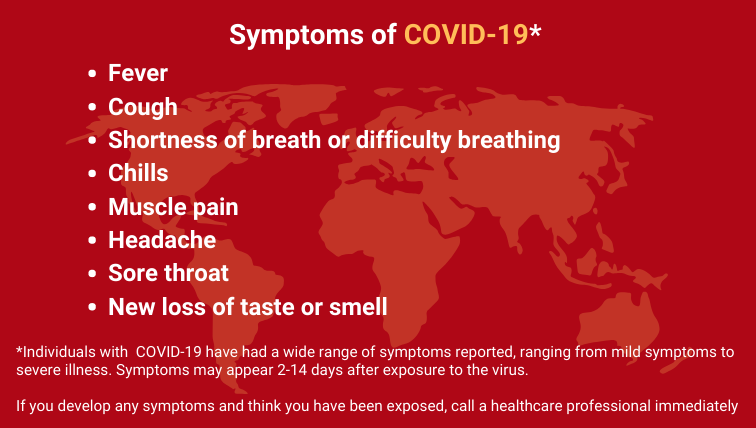 Symptoms of COVID-19*
• Fever
• Cough
• Shortness of breath or difficulty breathing
• Chills
• Muscle pain
• Headache
• Sore throat
• New loss of taste or smell
*Individuals with  COVID-19 have had a wide range of symptoms reported, ranging from mild symptoms to
severe illness. Symptoms may appear 2-14 days after exposure to the virus.
If you develop any symptoms and think you have been exposed, call a healthcare professional immediately